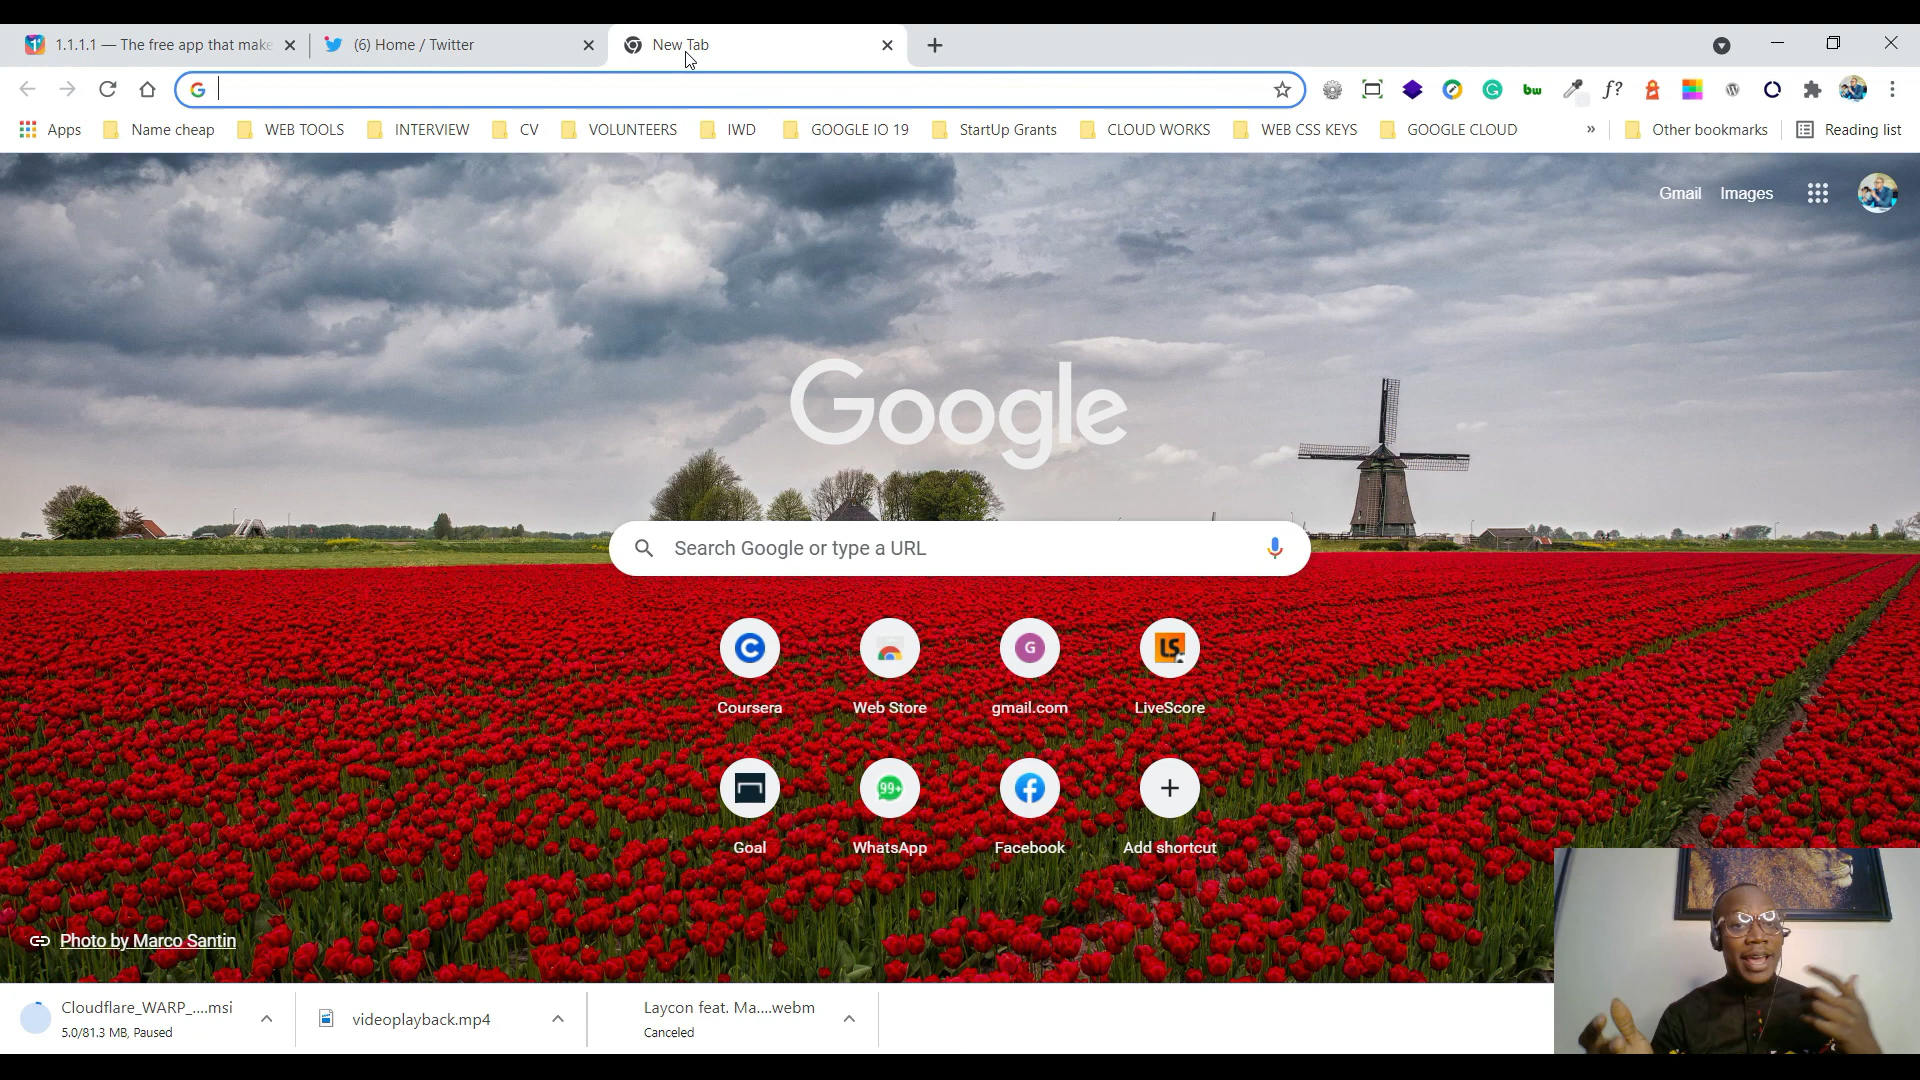 1.1.1.1 — The free app that make
(6) Home / Twitter
New Tab
Apps
Name cheap
WEB TOOLS
INTERVIEW
CV
VOLUNTEERS
IWD
GOOGLE IO 19
StartUp Grants
CLOUD WORKS
WEB CSS KEYS
GOOGLE CLOUD
»
Other bookmarks
Reading list
bw
f?
Gmail
Images
Google
Search Google or type a URL
G
LS
Coursera
Web Store
gmail.com
LiveScore
99+
Goal
WhatsApp
Facebook
Add shortcut
Photo by Marco Santin
Cloudflare_WARP_....msi
5.0/81.3 MB, Paused
videoplayback.mp4
Laycon feat. Ma....webm
Canceled